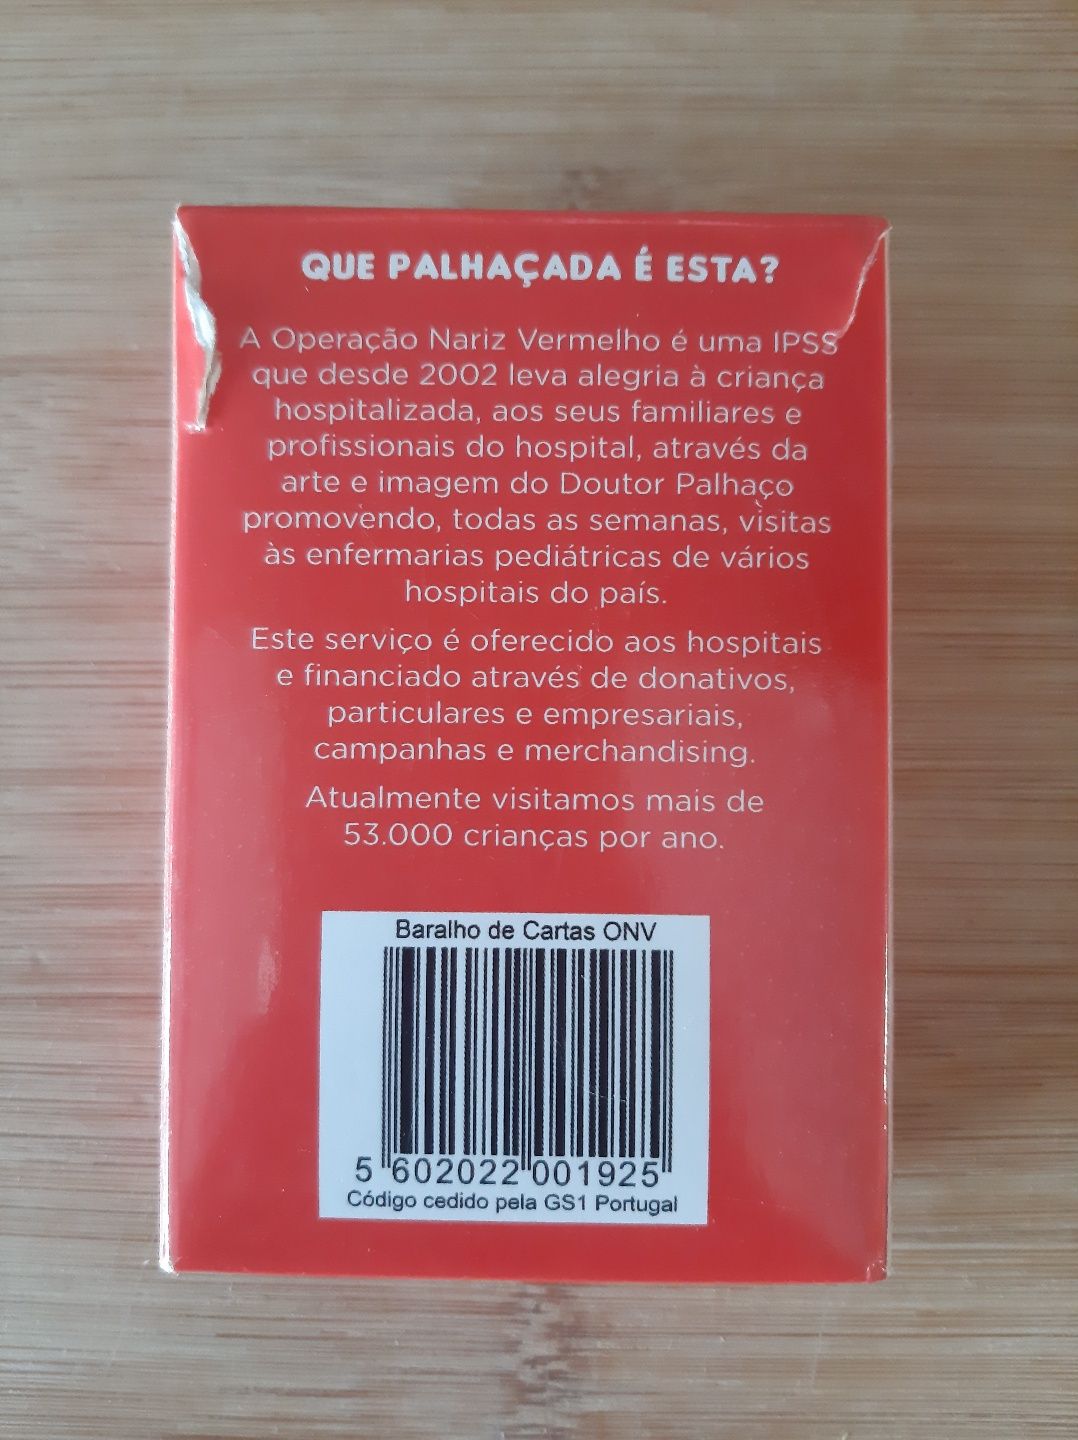 QUE PALHAÇADA É ESTA?
A Operação Nariz Vermelho é uma IPSS
que desde 2002 leva alegria à criança
hospitalizada, aos seus familiares e
profissionais do hospital, através da
arte e imagem do Doutor Palhaço
promovendo, todas as semanas, visitas
às enfermarias pediátricas de vários
hospitais do país.
Este serviço é oferecido aos hospitais
e financiado através de donativos,
particulares e empresariais,
campanhas e merchandising.
Atualmente visitamos mais de
53.000 crianças por ano.
Baralho de Cartas ONV
5 602022 001925
Código cedido pela GS1 Portugal